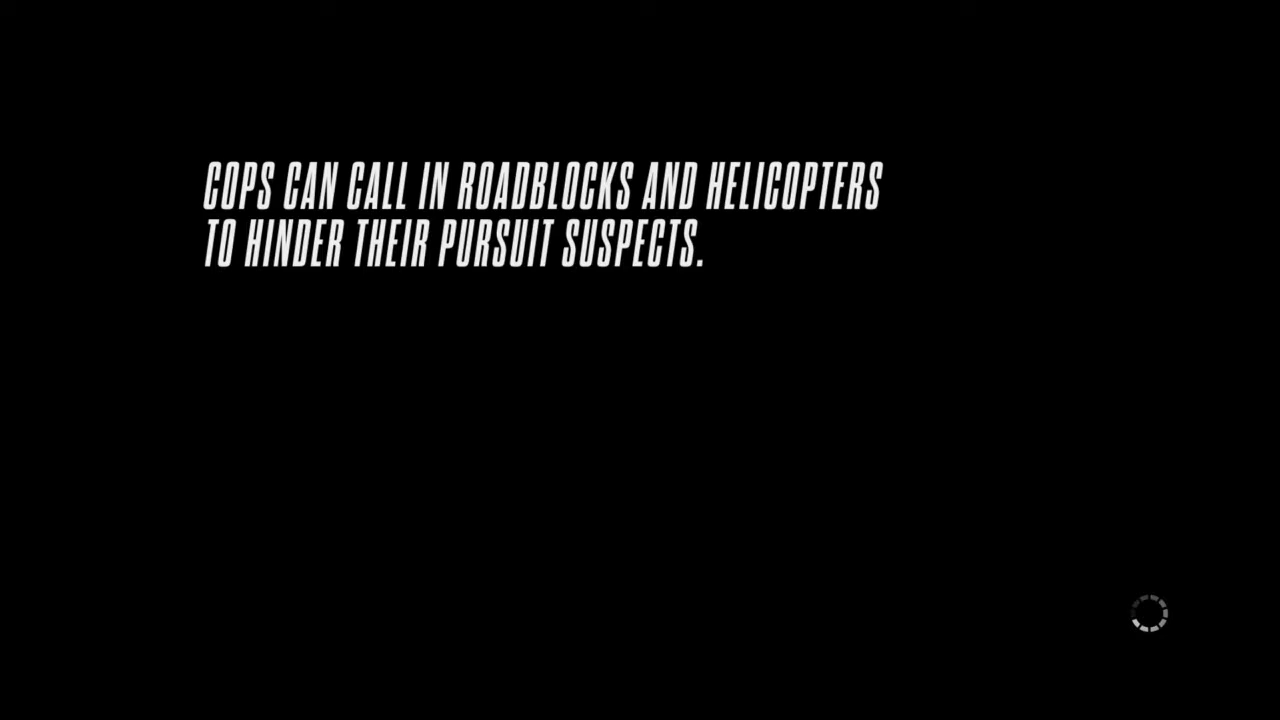 COPS CAN CALL IN ROADBLOCKS AND HELICOPTERS
TO HINDER THEIR PURSUIT SUSPECTS.